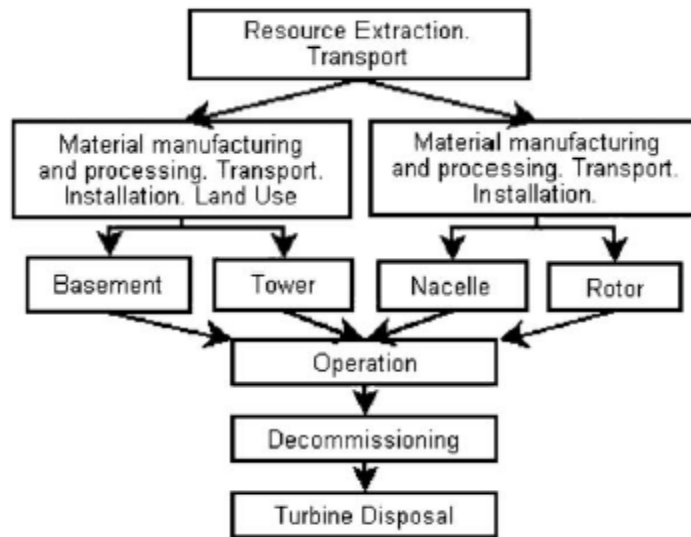 Resource Extraction.
Transport
Material manufacturing
and processing. Transport.
Installation. Land Use
Material manufacturing
and processing. Transport.
Installation.
Basement
Tower
Nacelle
Rotor
Operation
Decommissioning
Turbine Disposal